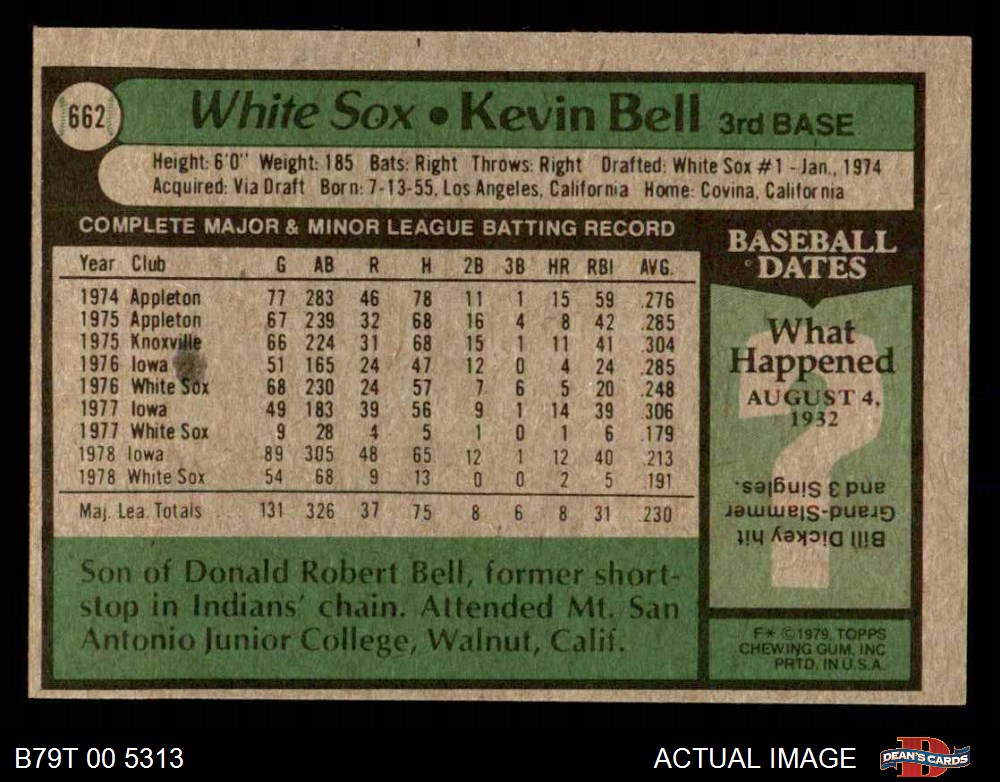 662
White Sox • Kevin Bell 3rd BASE
Height: 6'0" Weight: 185 Bats: Right Throws: Right Drafted: White Sox #1 - Jan., 1974
Acquired: Via Draft Born: 7-13-55, Los Angeles, California Home: Covina, California
COMPLETE MAJOR & MINOR LEAGUE BATTING RECORD
Year Club G AB R H 2B 3B HR RBI AVG.
1974 Appleton 77 283 46 78 11 1 15 59 .276
1975 Appleton 67 239 32 68 16 4 8 42 .285
1975 Knoxville 66 224 31 68 15 1 11 41 .304
1976 Iowa 51 165 24 47 12 0 4 24 .285
1976 White Sox 68 230 24 57 7 6 5 20 .248
1977 Iowa 49 183 39 56 9 1 14 39 .306
1977 White Sox 9 28 4 5 1 0 1 6 .179
1978 Iowa 89 305 48 65 12 1 12 40 .213
1978 White Sox 54 68 9 13 0 0 2 5 .191
Maj. Lea. Totals .... 131 326 37 75 8 6 8 31 .230
Son of Donald Robert Bell, former short-
stop in Indians' chain. Attended Mt. San
Antonio Junior College, Walnut, Calif.
BASEBALL
DATES
What
Happened
AUGUST 4,
1932
?
Bill Dickey hit
Grand-Slammer
and 3 Singles.
F* © 1979, TOPPS
CHEWING GUM, INC
PRTD. IN U.S.A.
B79T 00 5313
ACTUAL IMAGE
D
DEAN'S CARDS